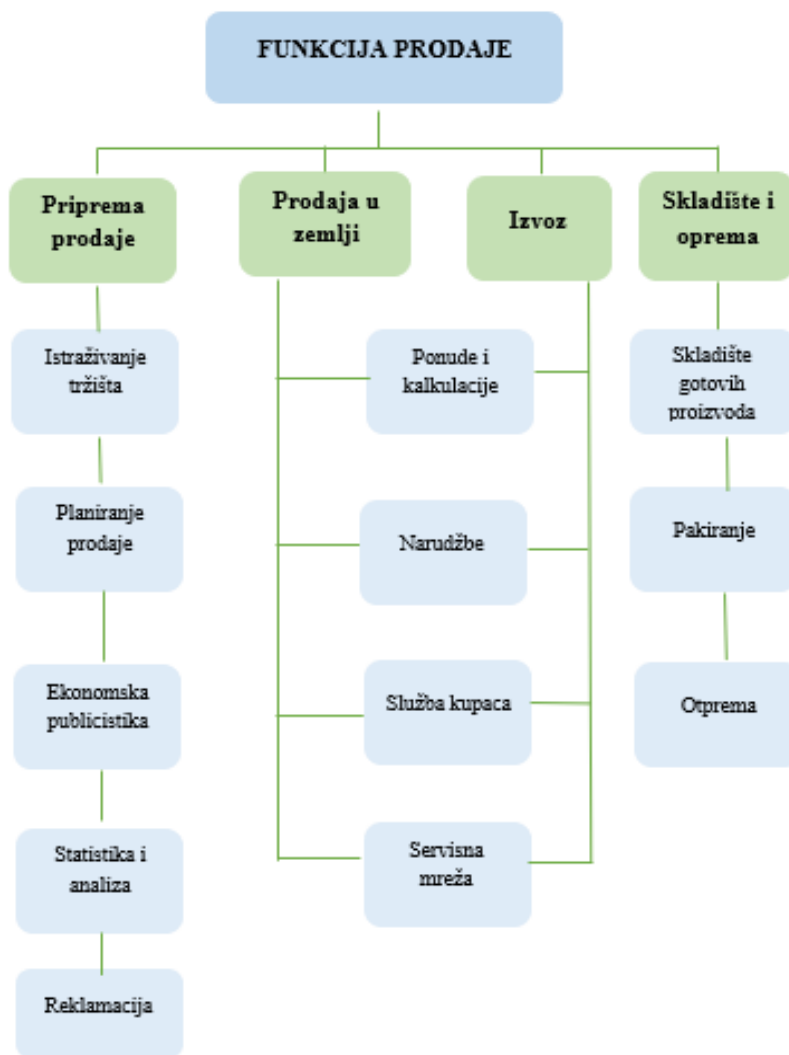 FUNKCIJA PRODAJE
Priprema
prodaje
Prodaja u
zemlji
Izvoz
Skladište i
oprema
Istraživanje
tržišta
Ponude i
kalkulacije
Skladište
gotovih
proizvoda
Planiranje
prodaje
Narudžbe
Pakiranje
Ekonomska
publicistika
Služba kupaca
Otprema
Statistika i
analiza
Servisna
mreža
Reklamacija